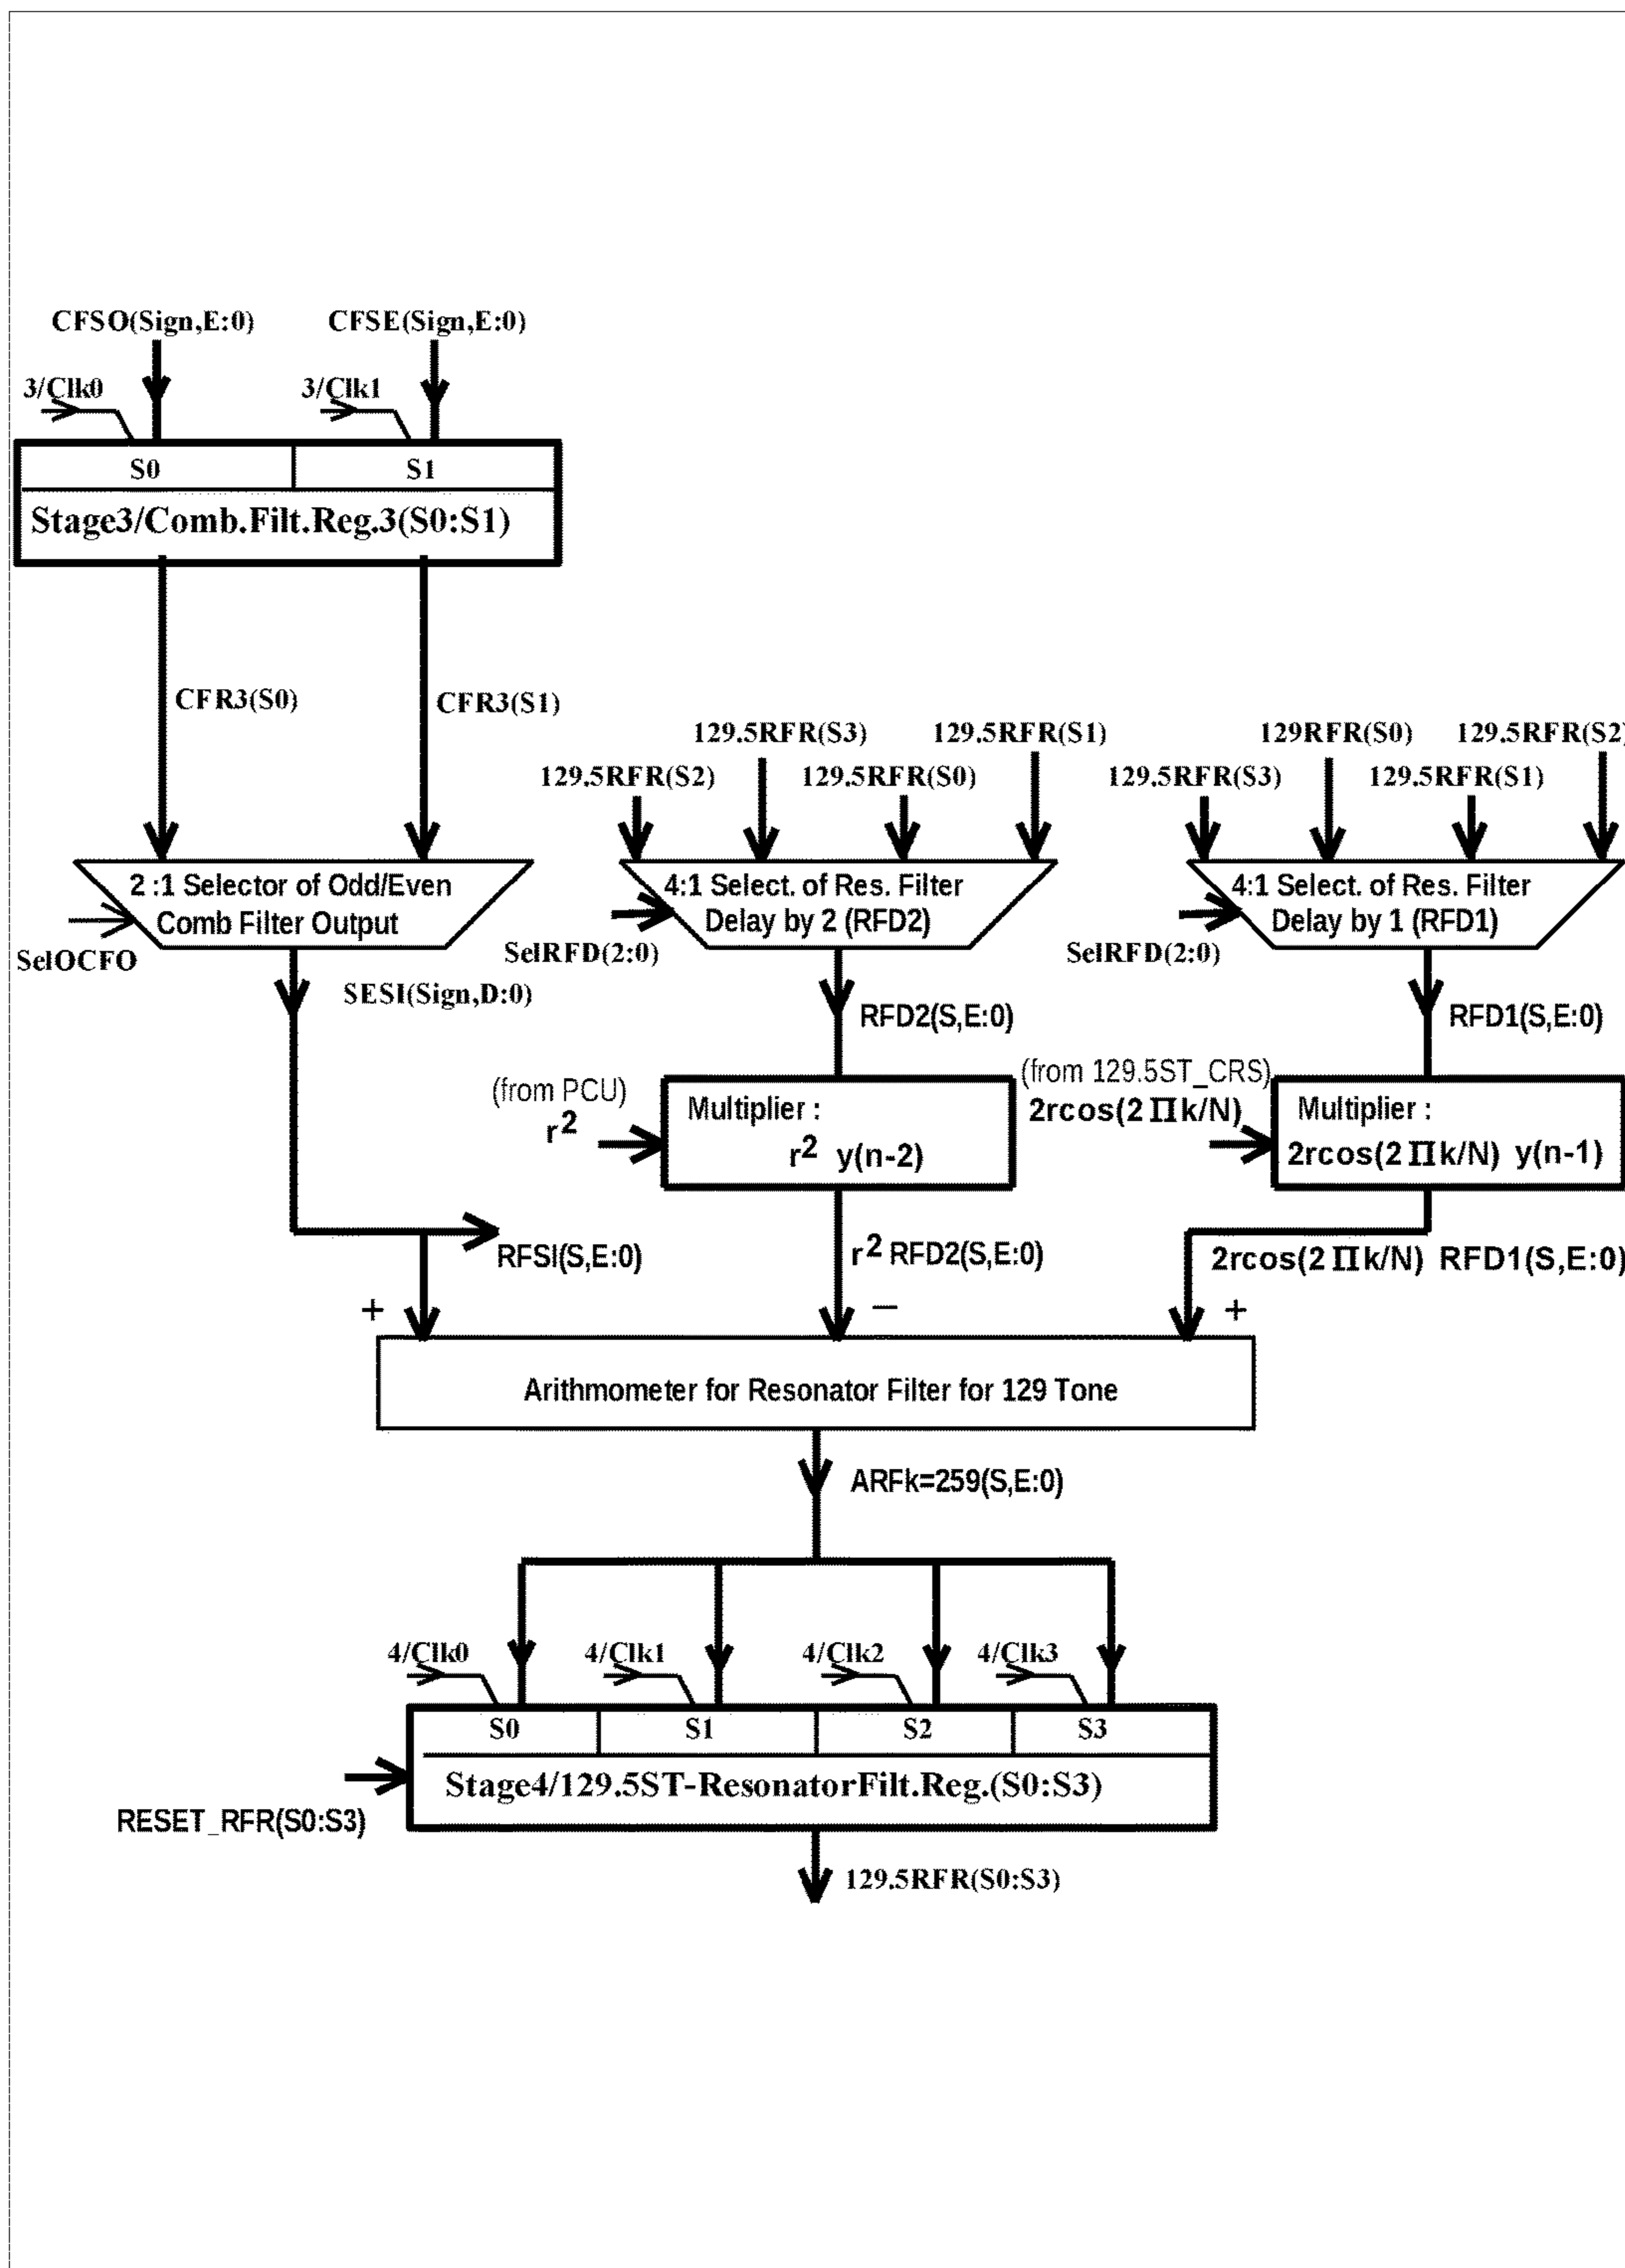 CFSO(Sign,E:0) CFSE(Sign,E:0)
3/Clk0 3/Clk1
S0 S1
Stage3/Comb.Filt.Reg.3(S0:S1)
CFR3(S0) CFR3(S1)
129.5RFR(S3) 129.5RFR(S1) 129RFR(S0) 129.5RFR(S2)
129.5RFR(S2) 129.5RFR(S0) 129.5RFR(S3) 129.5RFR(S1)
2 :1 Selector of Odd/Even
Comb Filter Output
SelOCFO
4:1 Select. of Res. Filter
Delay by 2 (RFD2)
SelRFD(2:0)
4:1 Select. of Res. Filter
Delay by 1 (RFD1)
SelRFD(2:0)
SESI(Sign,D:0)
RFD2(S,E:0)
RFD1(S,E:0)
(from PCU)
r²
Multiplier :
r² y(n-2)
(from 129.5ST_CRS)
2rcos(2Πk/N)
Multiplier :
2rcos(2Πk/N) y(n-1)
RFSI(S,E:0)
r² RFD2(S,E:0)
2rcos(2Πk/N) RFD1(S,E:0)
+ − +
Arithmometer for Resonator Filter for 129 Tone
ARFk=259(S,E:0)
4/Clk0 4/Clk1 4/Clk2 4/Clk3
S0 S1 S2 S3
Stage4/129.5ST-ResonatorFilt.Reg.(S0:S3)
RESET_RFR(S0:S3)
129.5RFR(S0:S3)